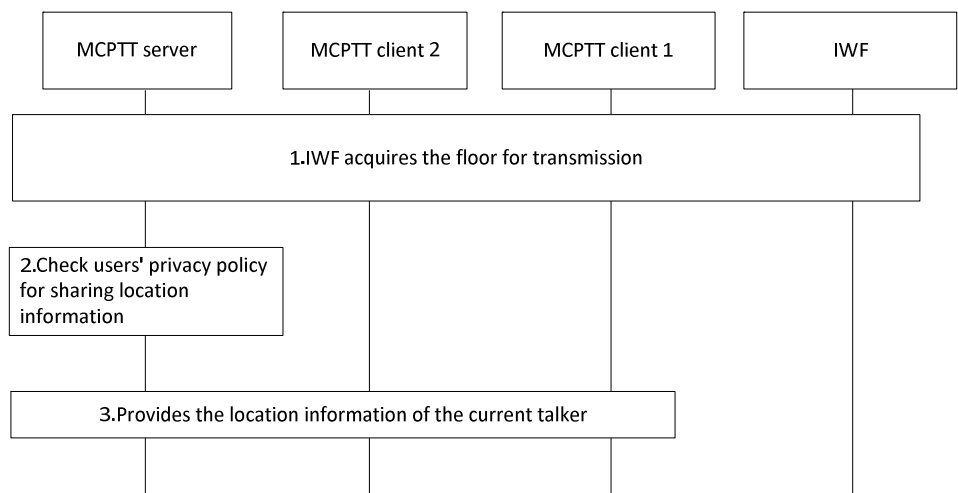 MCPTT server
MCPTT client 2
MCPTT client 1
IWF
1.IWF acquires the floor for transmission
2.Check users' privacy policy
for sharing location
information
3.Provides the location information of the current talker